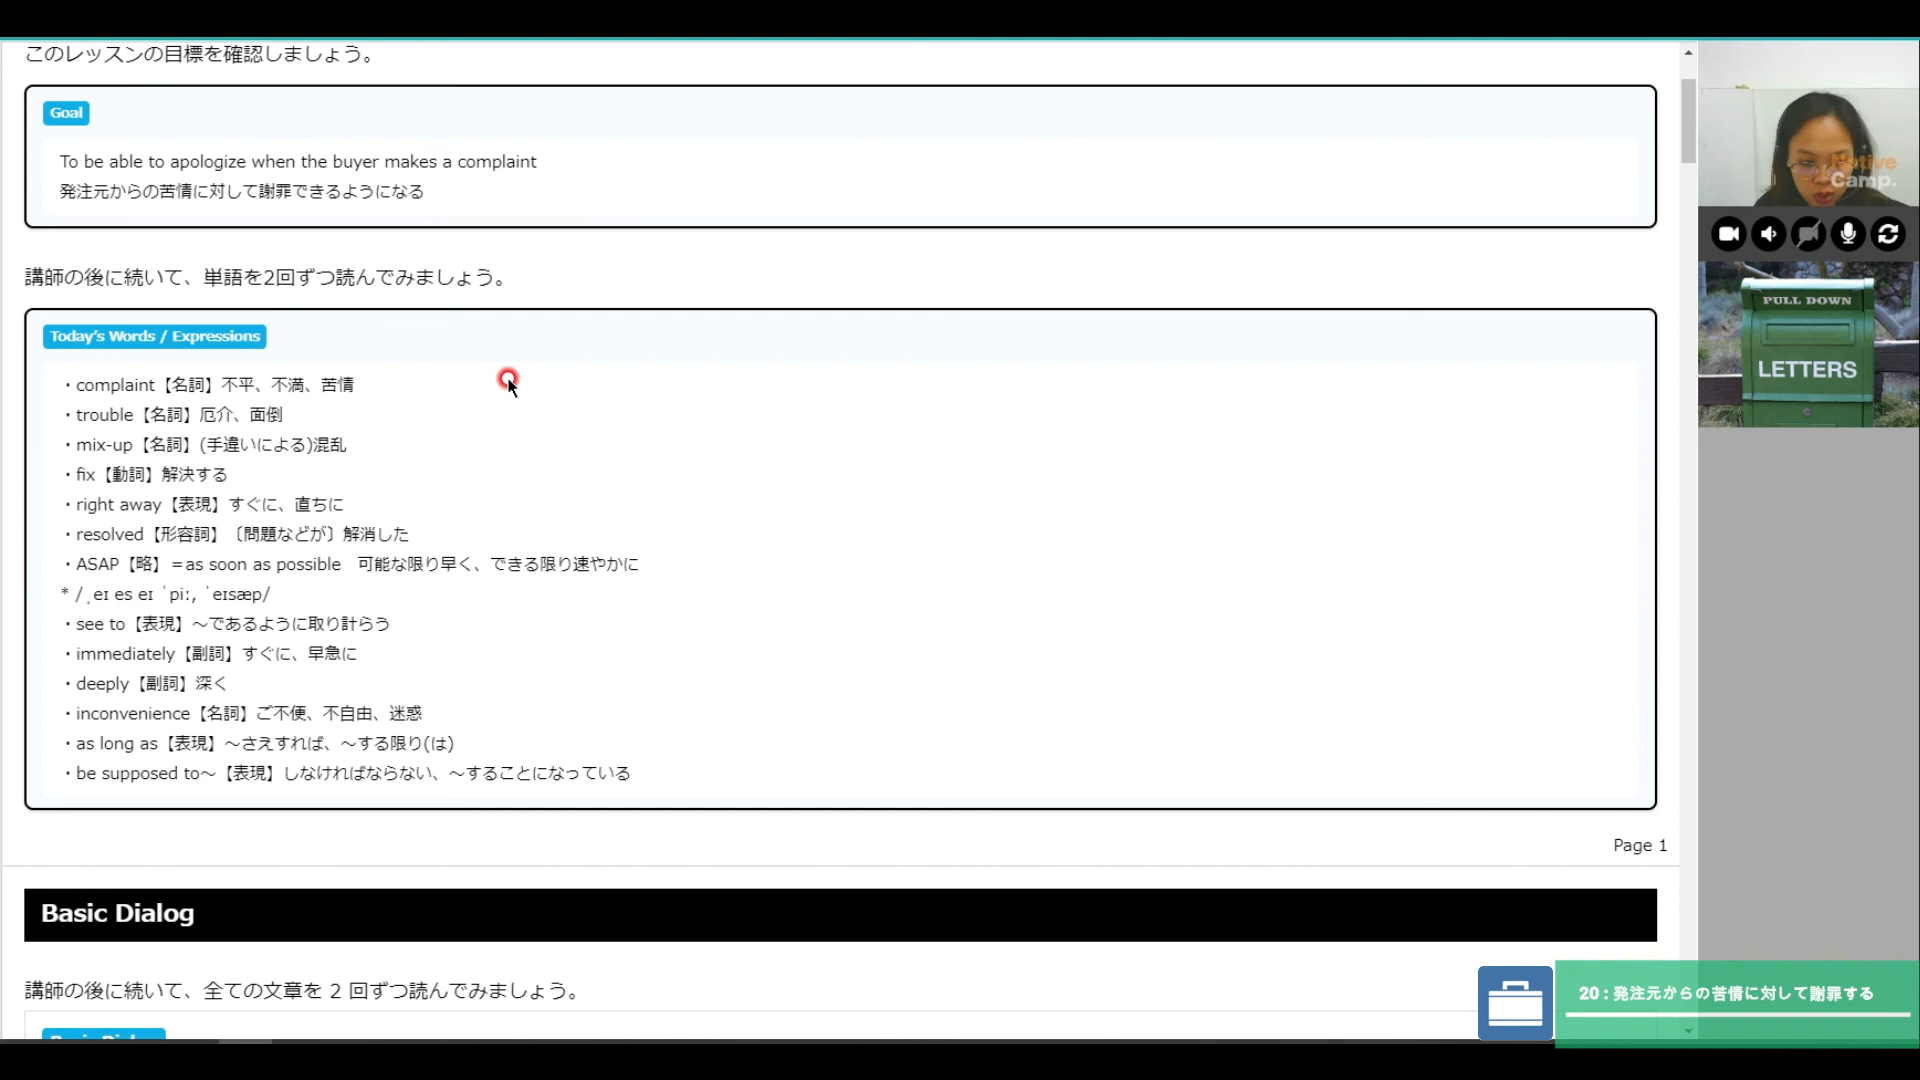 このレッスンの目標を確認しましょう。
Goal
To be able to apologize when the buyer makes a complaint
発注元からの苦情に対して謝罪できるようになる
講師の後に続いて、単語を2回ずつ読んでみましょう。
Today's Words / Expressions
・complaint【名詞】不平、不満、苦情
・trouble【名詞】厄介、面倒
・mix-up【名詞】(手違いによる)混乱
・fix【動詞】解決する
・right away【表現】すぐに、直ちに
・resolved【形容詞】〔問題などが〕解消した
・ASAP【略】＝as soon as possible　可能な限り早く、できる限り速やかに
* /ˌeɪ es eɪ ˈpiː, ˈeɪsæp/
・see to【表現】～であるように取り計らう
・immediately【副詞】すぐに、早急に
・deeply【副詞】深く
・inconvenience【名詞】ご不便、不自由、迷惑
・as long as【表現】～さえすれば、～する限り(は)
・be supposed to～【表現】しなければならない、～することになっている
Page 1
Basic Dialog
講師の後に続いて、全ての文章を 2 回ずつ読んでみましょう。
Basic Dialog
Native
Camp.
PULL DOWN
LETTERS
20 : 発注元からの苦情に対して謝罪する